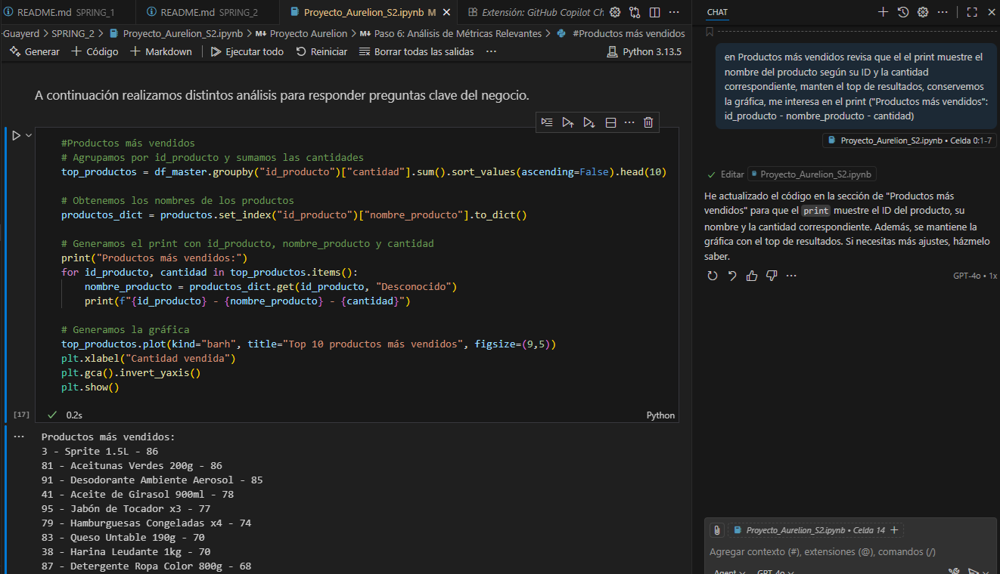 README.md SPRING_1
README.md SPRING_2
Proyecto_Aurelion_S2.ipynb M
Extensión: GitHub Copilot Ch
CHAT
Guayerd > SPRING_2 > Proyecto_Aurelion_S2.ipynb > Proyecto Aurelion > Paso 6: Análisis de Métricas Relevantes > #Productos más vendidos
Generar + Código + Markdown | Ejecutar todo Reiniciar Borrar todas las salidas ··· Python 3.13.5
A continuación realizamos distintos análisis para responder preguntas clave del negocio.
#Productos más vendidos
# Agrupamos por id_producto y sumamos las cantidades
top_productos = df_master.groupby("id_producto")["cantidad"].sum().sort_values(ascending=False).head(10)
# Obtenemos los nombres de los productos
productos_dict = productos.set_index("id_producto")["nombre_producto"].to_dict()
# Generamos el print con id_producto, nombre_producto y cantidad
print("Productos más vendidos:")
for id_producto, cantidad in top_productos.items():
nombre_producto = productos_dict.get(id_producto, "Desconocido")
print(f"{id_producto} - {nombre_producto} - {cantidad}")
# Generamos la gráfica
top_productos.plot(kind="barh", title="Top 10 productos más vendidos", figsize=(9,5))
plt.xlabel("Cantidad vendida")
plt.gca().invert_yaxis()
plt.show()
[17] 0.2s Python
Productos más vendidos:
3 - Sprite 1.5L - 86
81 - Aceitunas Verdes 200g - 86
91 - Desodorante Ambiente Aerosol - 85
41 - Aceite de Girasol 900ml - 78
95 - Jabón de Tocador x3 - 77
79 - Hamburguesas Congeladas x4 - 74
83 - Queso Untable 190g - 70
38 - Harina Leudante 1kg - 70
87 - Detergente Ropa Color 800g - 68
en Productos más vendidos revisa que el el print muestre el
nombre del producto según su ID y la cantidad
correspondiente, manten el top de resultados, conservemos
la gráfica, me interesa en el print ("Productos más vendidos":
id_producto - nombre_producto - cantidad)
Proyecto_Aurelion_S2.ipynb • Celda 0:1-7
Editar Proyecto_Aurelion_S2.ipynb
He actualizado el código en la sección de "Productos más
vendidos" para que el print muestre el ID del producto, su
nombre y la cantidad correspondiente. Además, se mantiene la
gráfica con el top de resultados. Si necesitas más ajustes, házmelo
saber.
GPT-4o • 1x
Proyecto_Aurelion_S2.ipynb • Celda 14 +
Agregar contexto (#), extensiones (@), comandos (/)
Agent GPT-4o